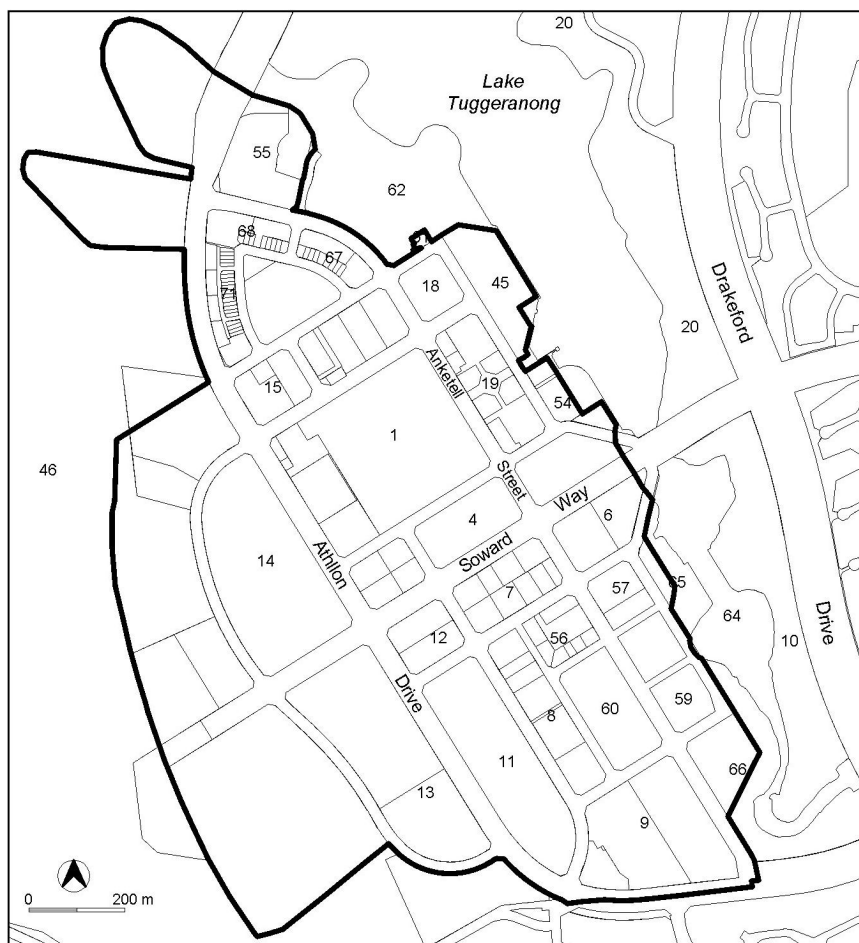 20
Lake
Tuggeranong
55
62
68
67
45
18
71
Drakeford
20
Anketell
19
15
54
1
46
Street
Way
6
4
Soward
14
Athllon
7
57
65
64
10
Drive
12
56
Drive
60
59
8
11
66
13
9
0 200 m